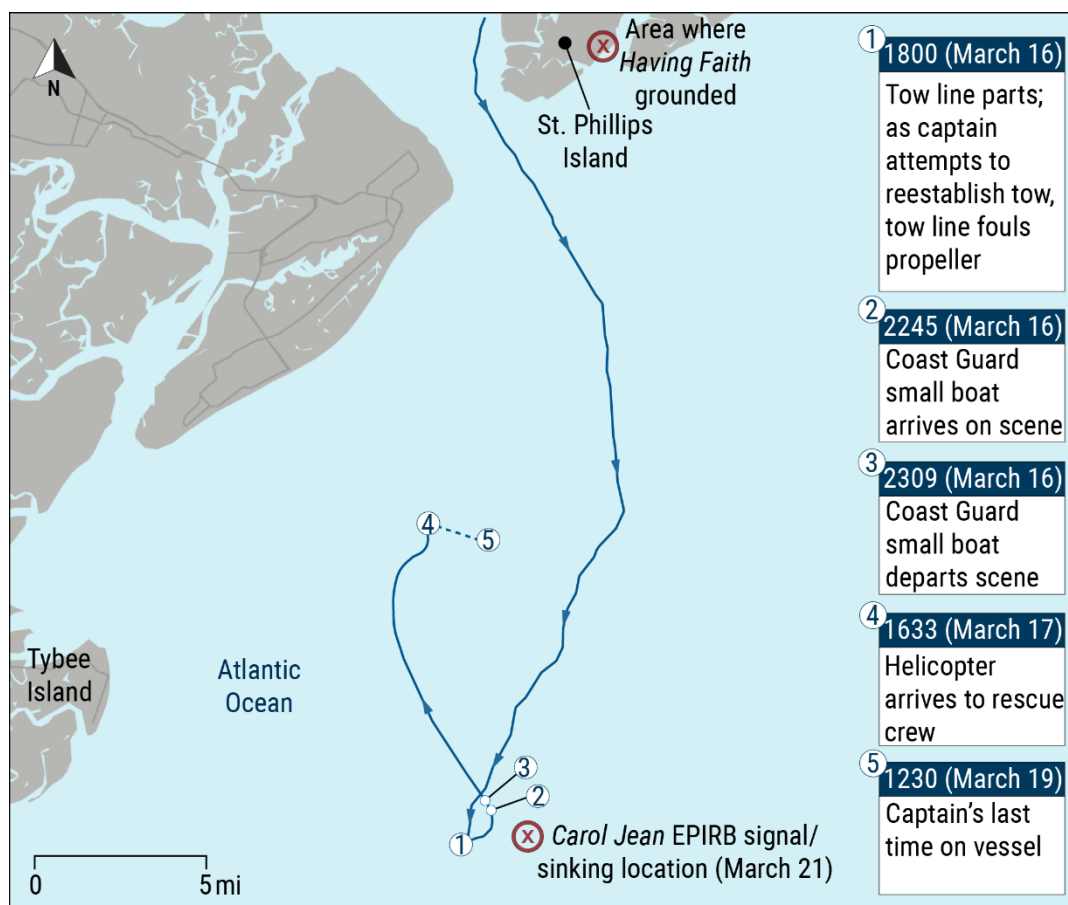 N
Area where
Having Faith
grounded
St. Phillips
Island
4
5
Tybee
Island
Atlantic
Ocean
3
2
1
Carol Jean EPIRB signal/
sinking location (March 21)
0
5 mi
1
1800 (March 16)
Tow line parts;
as captain
attempts to
reestablish tow,
tow line fouls
propeller
2
2245 (March 16)
Coast Guard
small boat
arrives on scene
3
2309 (March 16)
Coast Guard
small boat
departs scene
4
1633 (March 17)
Helicopter
arrives to rescue
crew
5
1230 (March 19)
Captain’s last
time on vessel
X
X